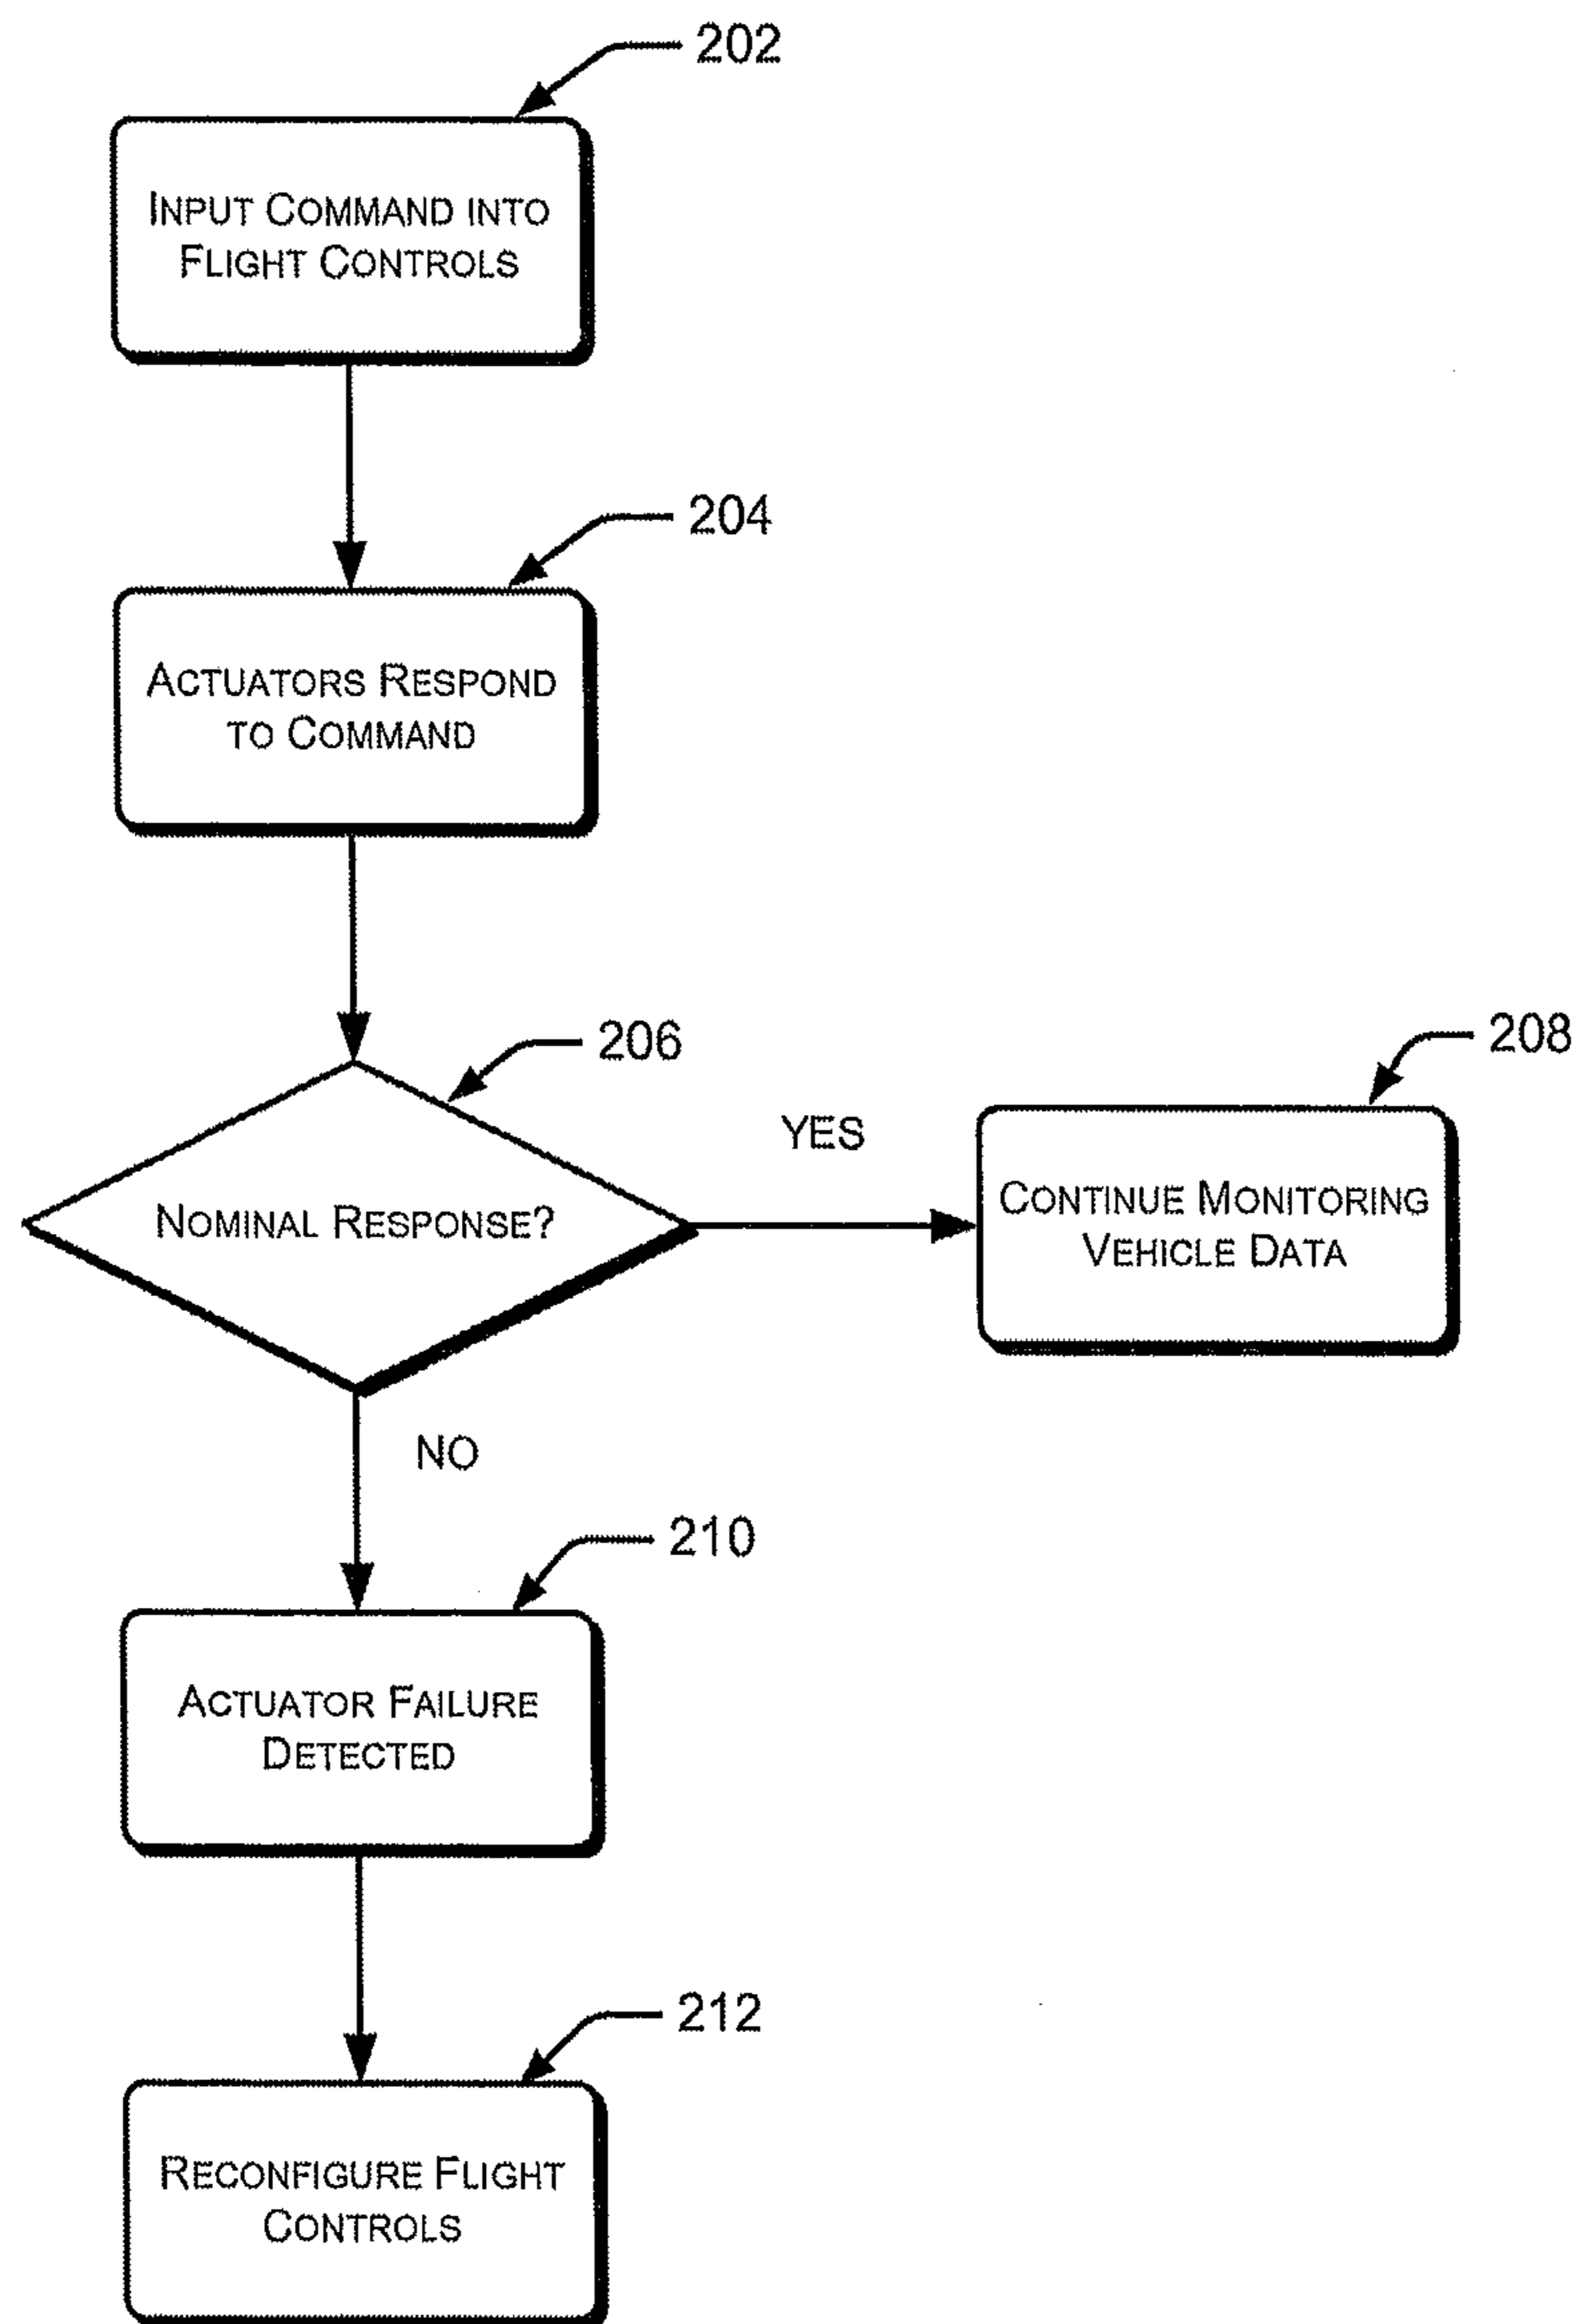 202
INPUT COMMAND INTO
FLIGHT CONTROLS
204
ACTUATORS RESPOND
TO COMMAND
206
NOMINAL RESPONSE?
YES
208
CONTINUE MONITORING
VEHICLE DATA
NO
210
ACTUATOR FAILURE
DETECTED
212
RECONFIGURE FLIGHT
CONTROLS